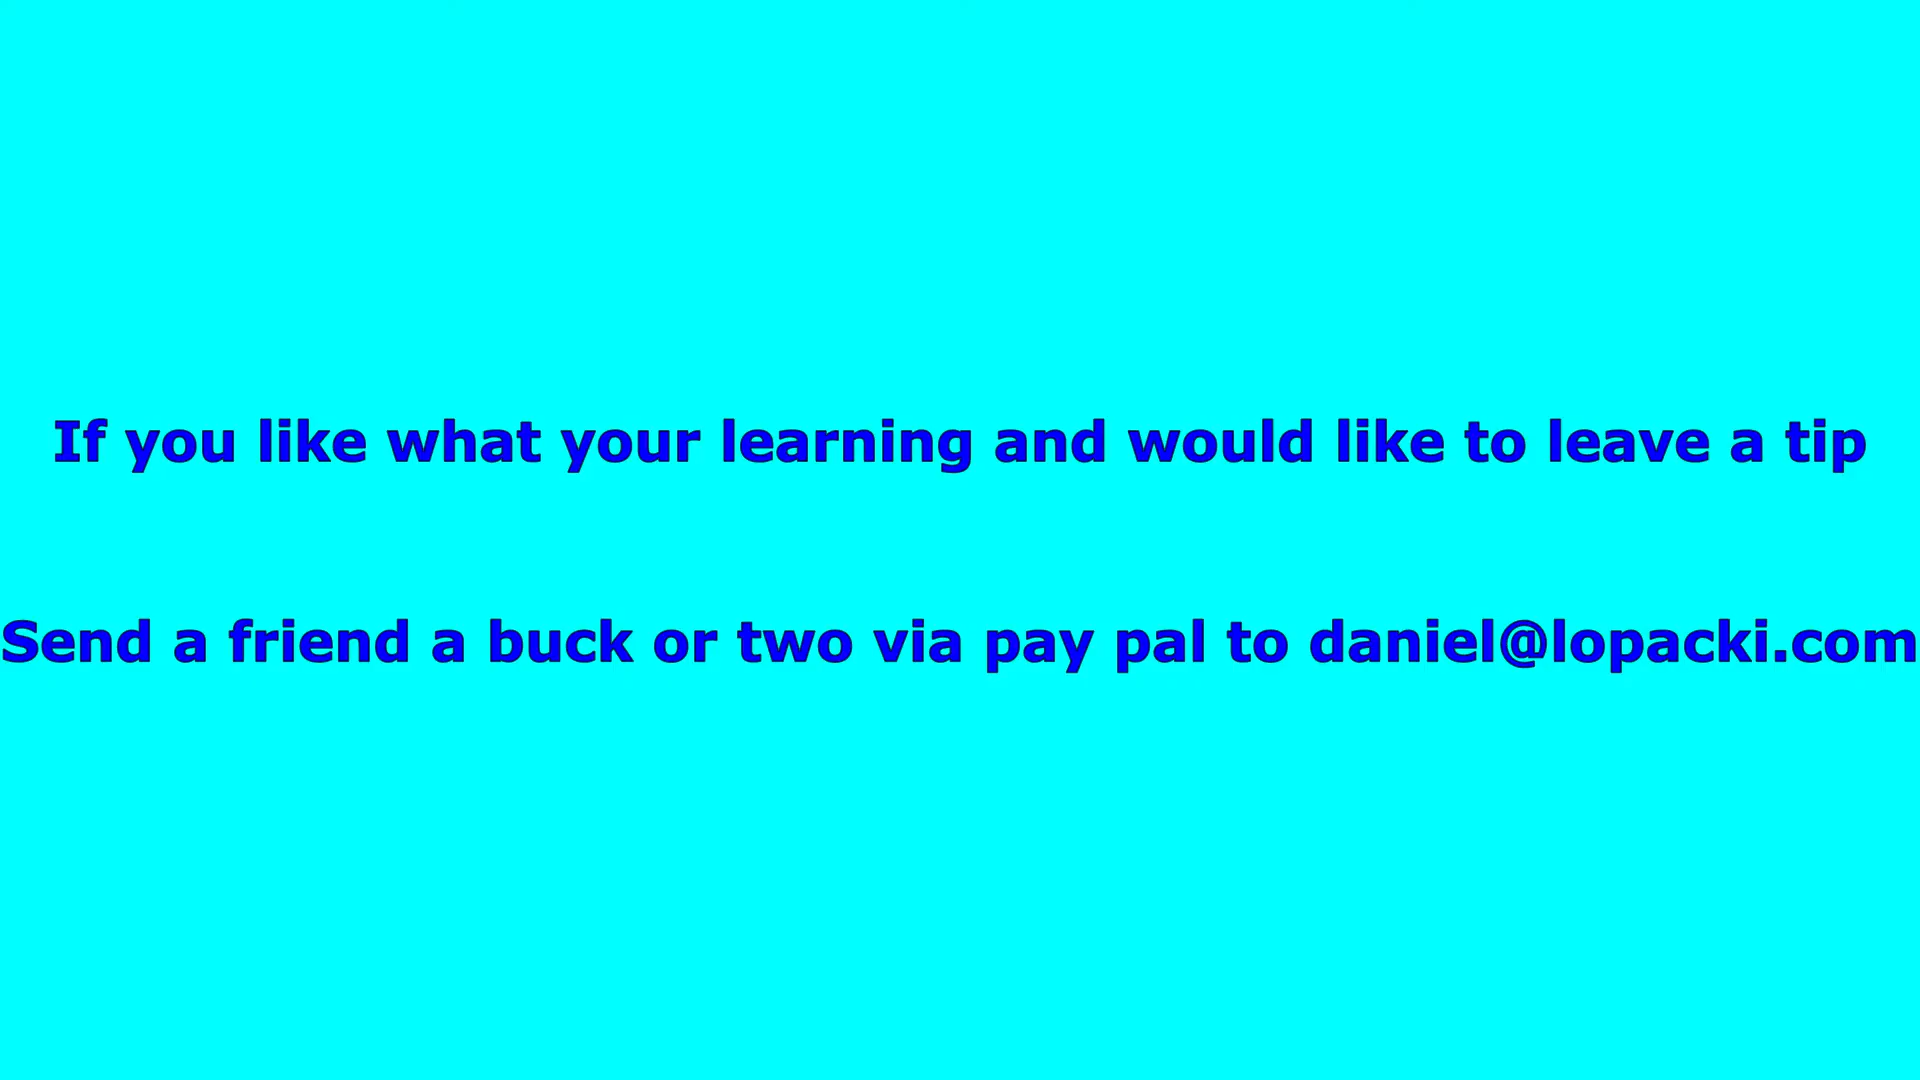 If you like what your learning and would like to leave a tip
Send a friend a buck or two via pay pal to daniel@lopacki.com